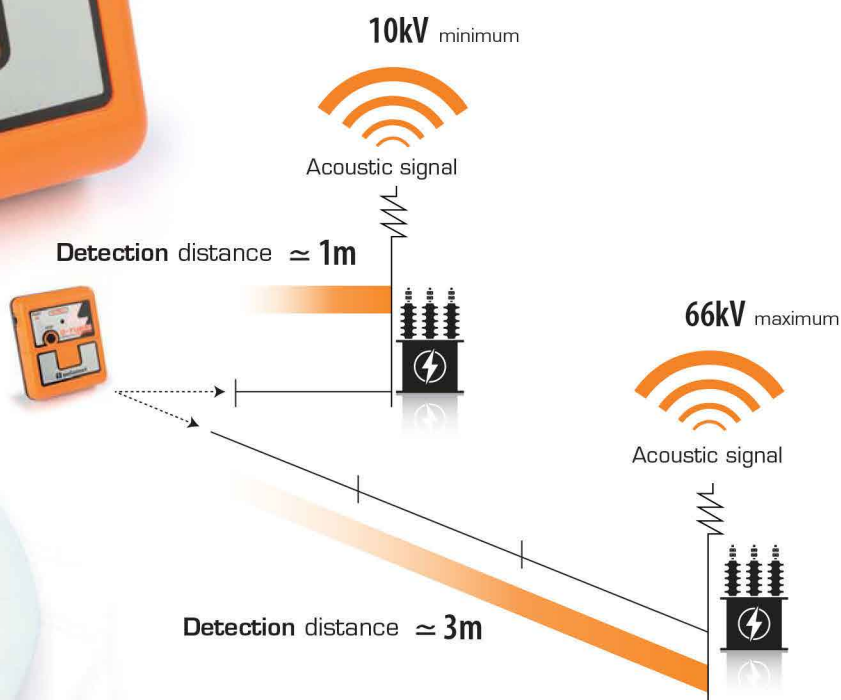 10kV minimum
Acoustic signal
Detection distance ≃ 1m
66kV maximum
Acoustic signal
Detection distance ≃ 3m